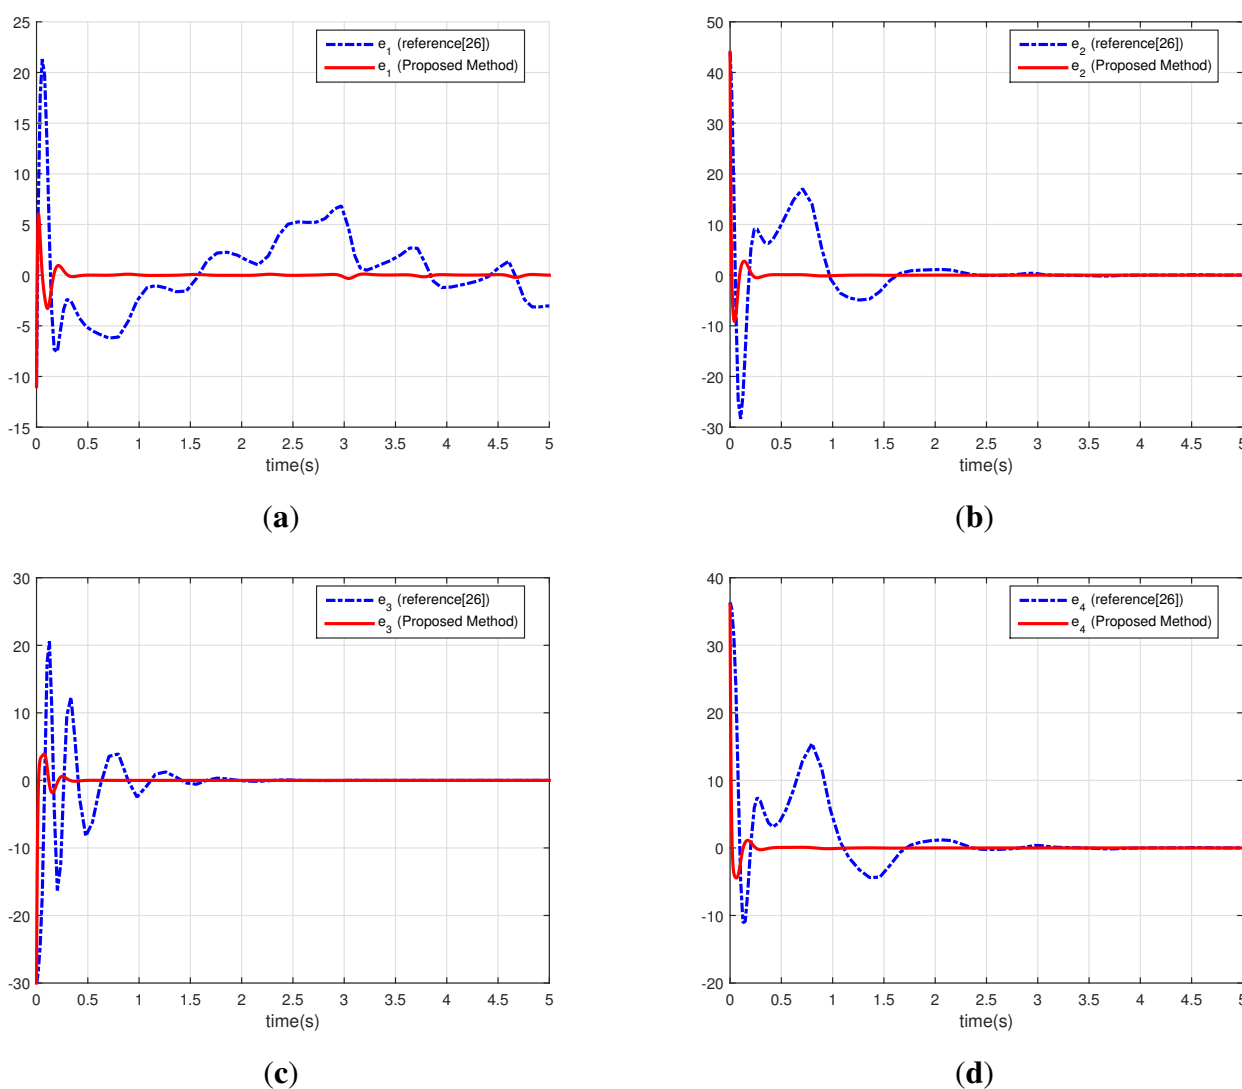 25
20
15
10
5
0
-5
-10
-15
e1 (reference[26])
e1 (Proposed Method)
0 0.5 1 1.5 2 2.5 3 3.5 4 4.5 5
time(s)
(a)
50
40
30
20
10
0
-10
-20
-30
e2 (reference[26])
e2 (Proposed Method)
0 0.5 1 1.5 2 2.5 3 3.5 4 4.5 5
time(s)
(b)
30
20
10
0
-10
-20
-30
e3 (reference[26])
e3 (Proposed Method)
0 0.5 1 1.5 2 2.5 3 3.5 4 4.5 5
time(s)
(c)
40
30
20
10
0
-10
-20
e4 (reference[26])
e4 (Proposed Method)
0 0.5 1 1.5 2 2.5 3 3.5 4 4.5 5
time(s)
(d)